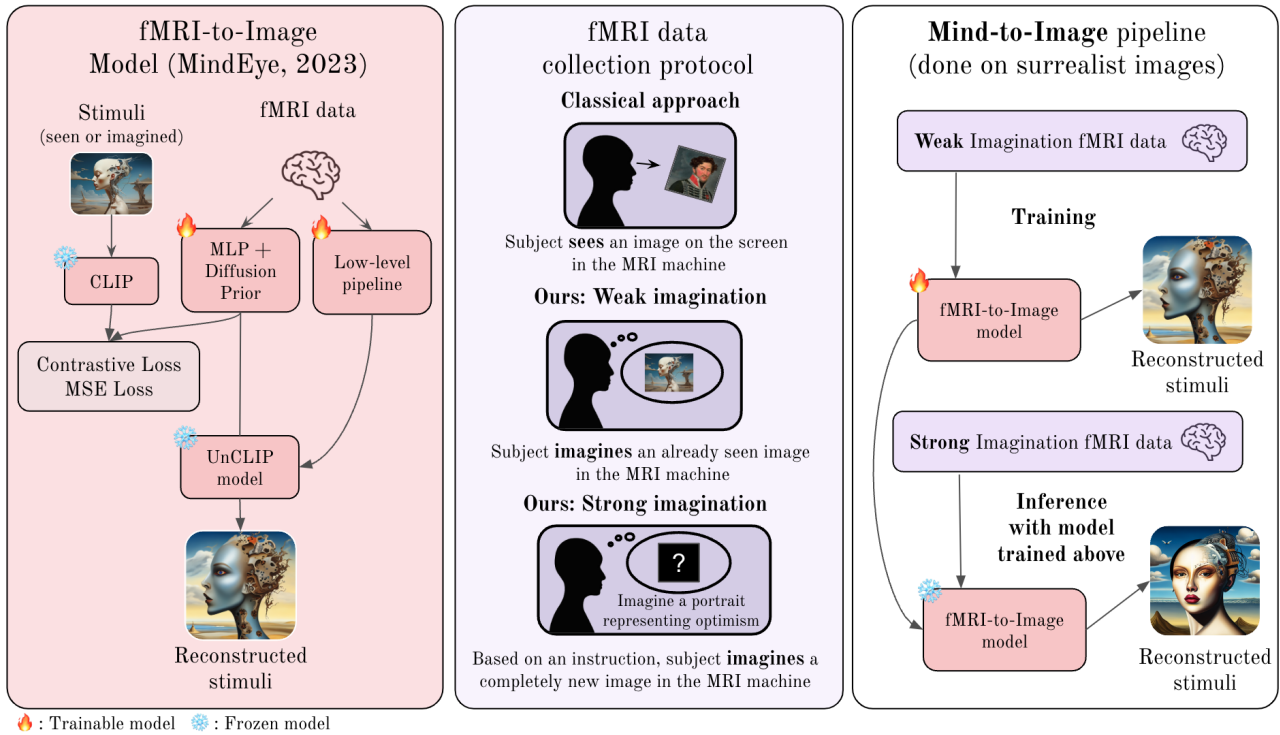 fMRI-to-Image
Model (MindEye, 2023)
Stimuli
(seen or imagined)
fMRI data
CLIP
MLP +
Diffusion
Prior
Low-level
pipeline
Contrastive Loss
MSE Loss
UnCLIP
model
Reconstructed
stimuli
: Trainable model
: Frozen model
fMRI data
collection protocol
Classical approach
Subject sees an image on the screen
in the MRI machine
Ours: Weak imagination
Subject imagines an already seen image
in the MRI machine
Ours: Strong imagination
?
Imagine a portrait
representing optimism
Based on an instruction, subject imagines a
completely new image in the MRI machine
Mind-to-Image pipeline
(done on surrealist images)
Weak Imagination fMRI data
Training
fMRI-to-Image
model
Reconstructed
stimuli
Strong Imagination fMRI data
Inference
with model
trained above
fMRI-to-Image
model
Reconstructed
stimuli